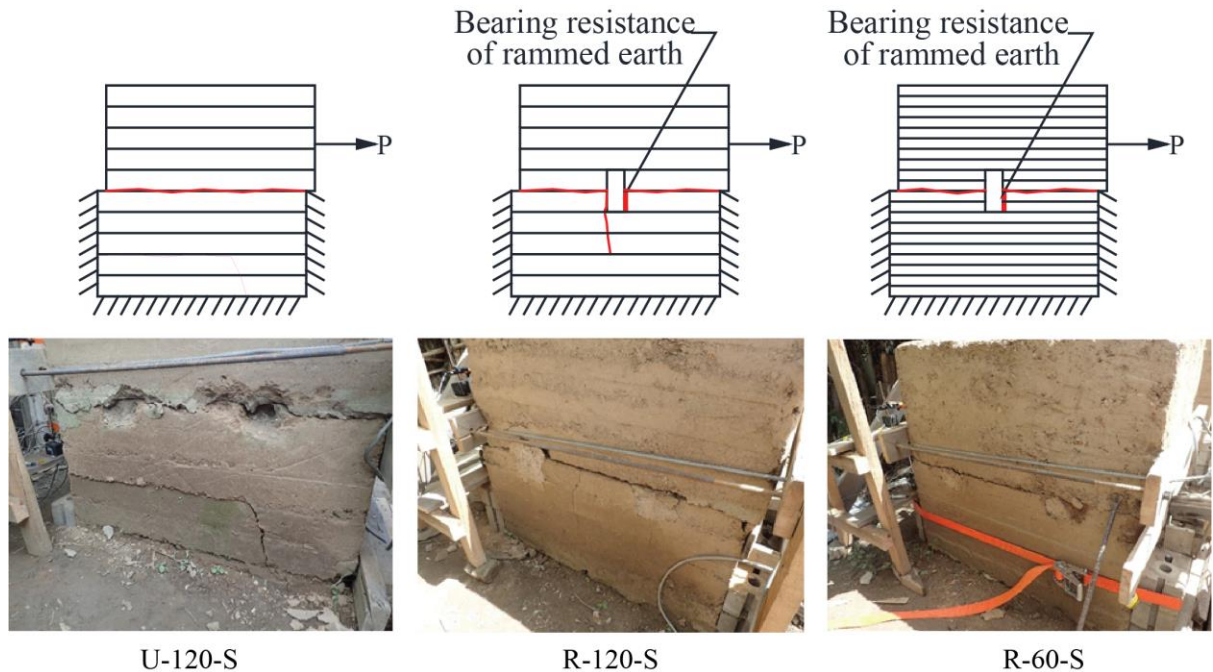 Bearing resistance
of rammed earth
Bearing resistance
of rammed earth
P
P
P
U-120-S
R-120-S
R-60-S